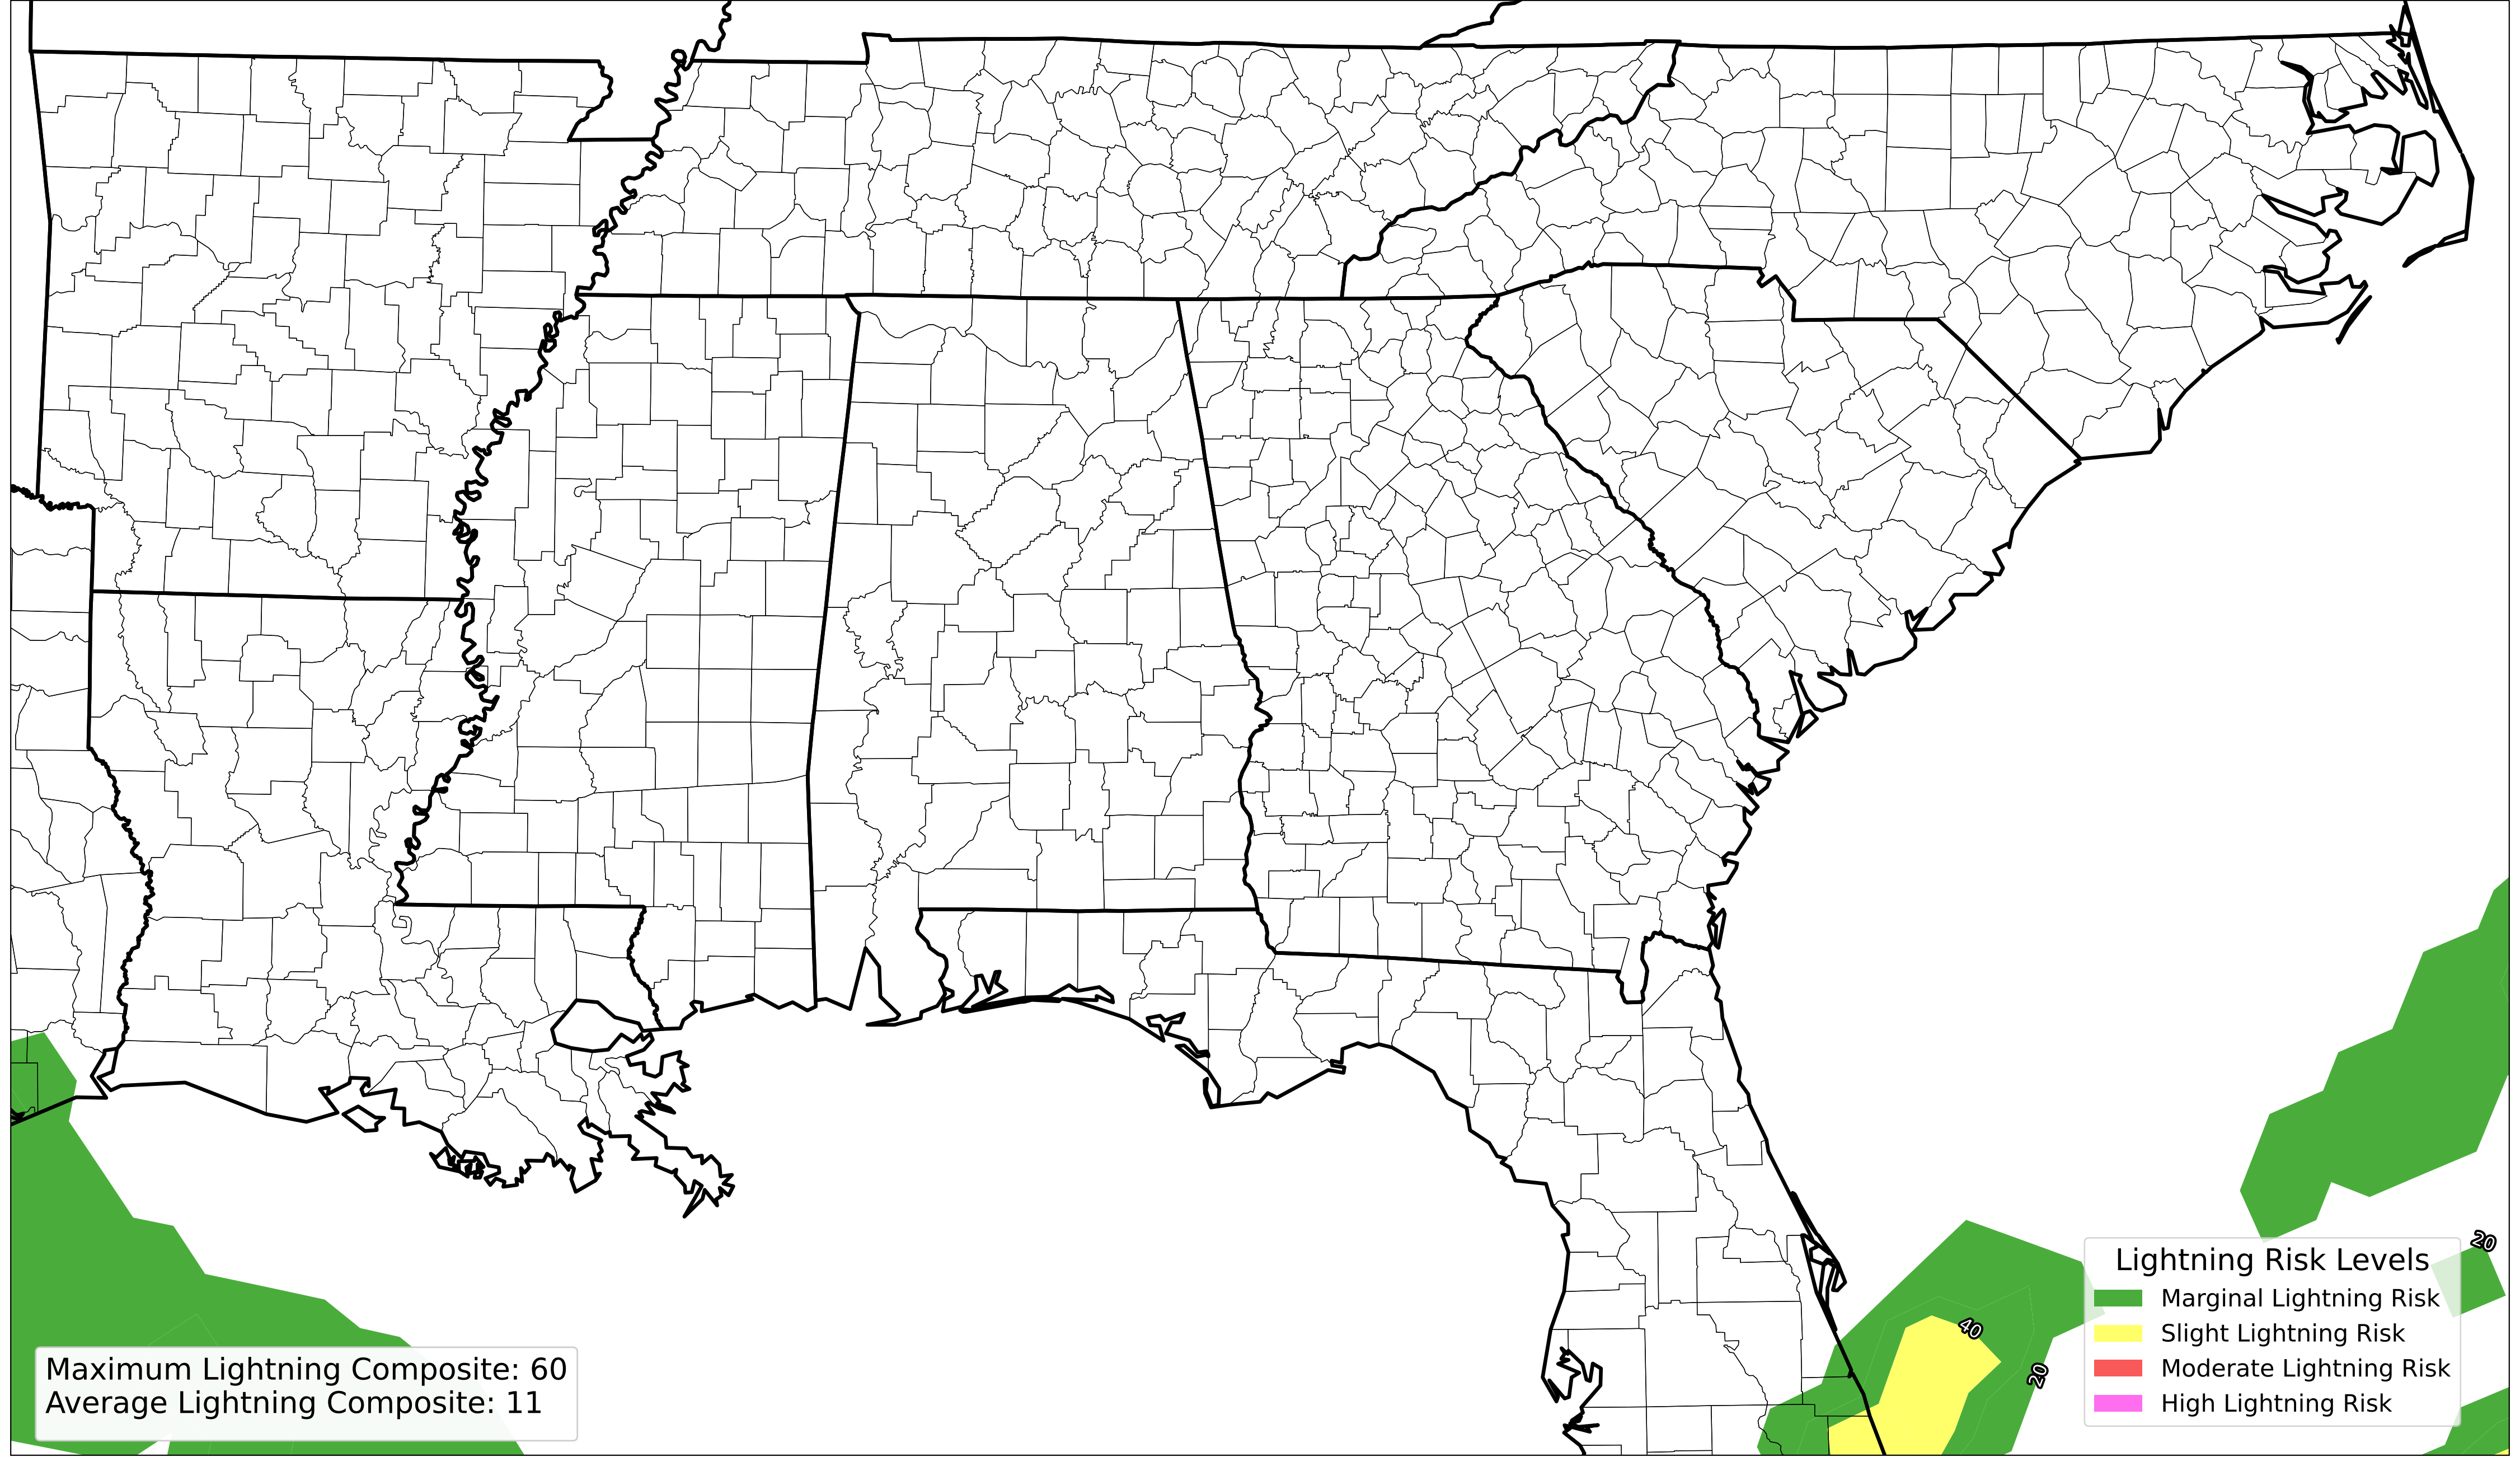 20
Lightning Risk Levels
Marginal Lightning Risk
40
Slight Lightning Risk
Maximum Lightning Composite: 60
Moderate Lightning Risk
20
Average Lightning Composite: 11
High Lightning Risk